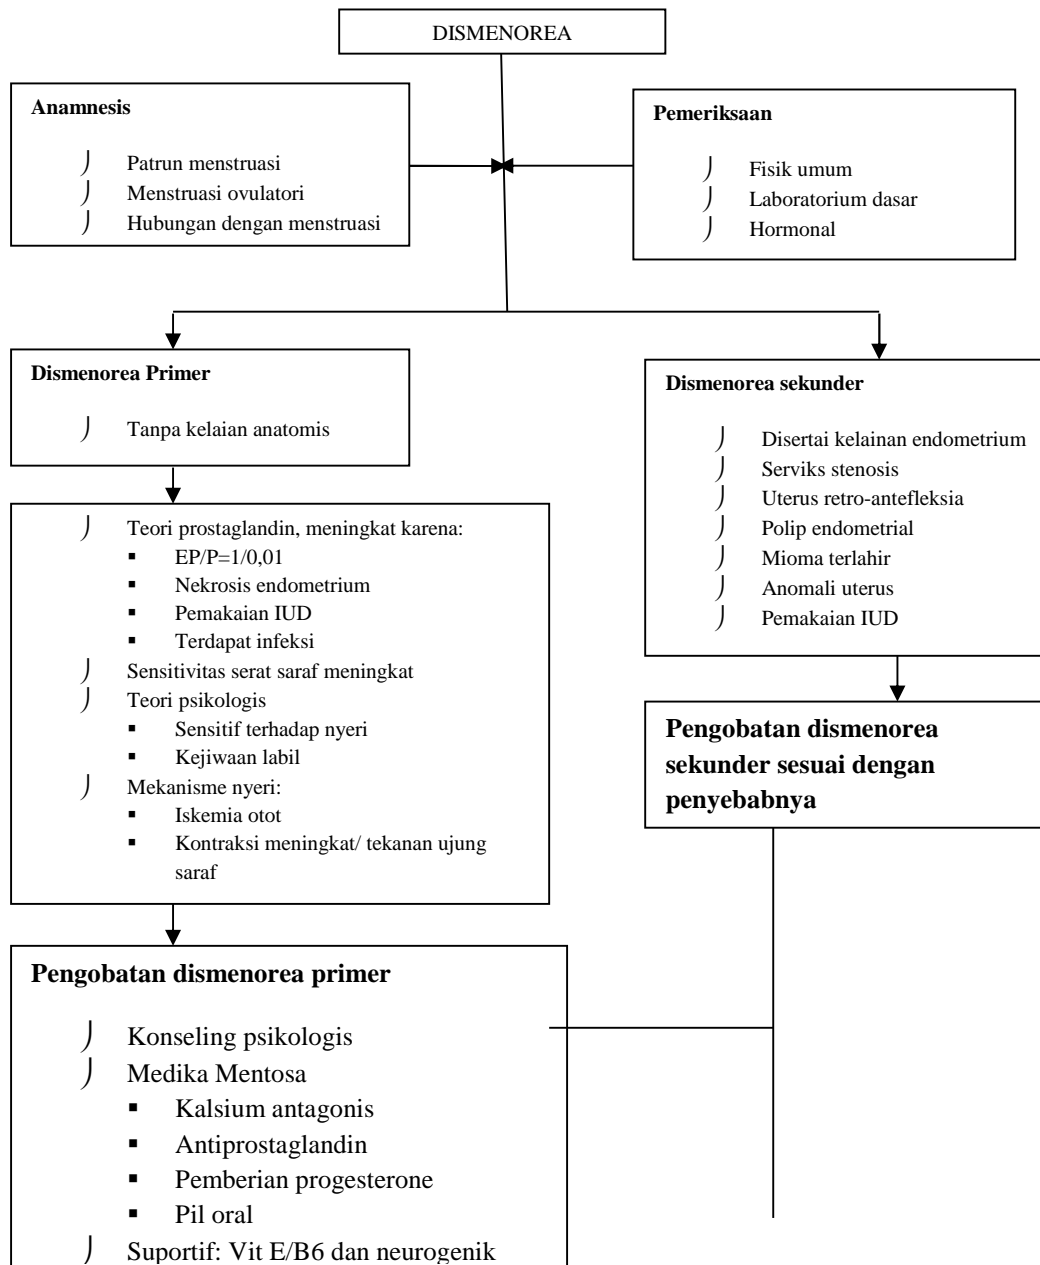 DISMENOREA
Anamnesis
Patrun menstruasi
Menstruasi ovulatori
Hubungan dengan menstruasi
Pemeriksaan
Fisik umum
Laboratorium dasar
Hormonal
Dismenorea Primer
Tanpa kelaian anatomis
Dismenorea sekunder
Disertai kelainan endometrium
Serviks stenosis
Uterus retro-antefleksia
Polip endometrial
Mioma terlahir
Anomali uterus
Pemakaian IUD
Teori prostaglandin, meningkat karena:
▪ EP/P=1/0,01
▪ Nekrosis endometrium
▪ Pemakaian IUD
▪ Terdapat infeksi
Sensitivitas serat saraf meningkat
Teori psikologis
▪ Sensitif terhadap nyeri
▪ Kejiwaan labil
Mekanisme nyeri:
▪ Iskemia otot
▪ Kontraksi meningkat/ tekanan ujung
saraf
Pengobatan dismenorea
sekunder sesuai dengan
penyebabnya
Pengobatan dismenorea primer
Konseling psikologis
Medika Mentosa
▪ Kalsium antagonis
▪ Antiprostaglandin
▪ Pemberian progesterone
▪ Pil oral
Suportif: Vit E/B6 dan neurogenik